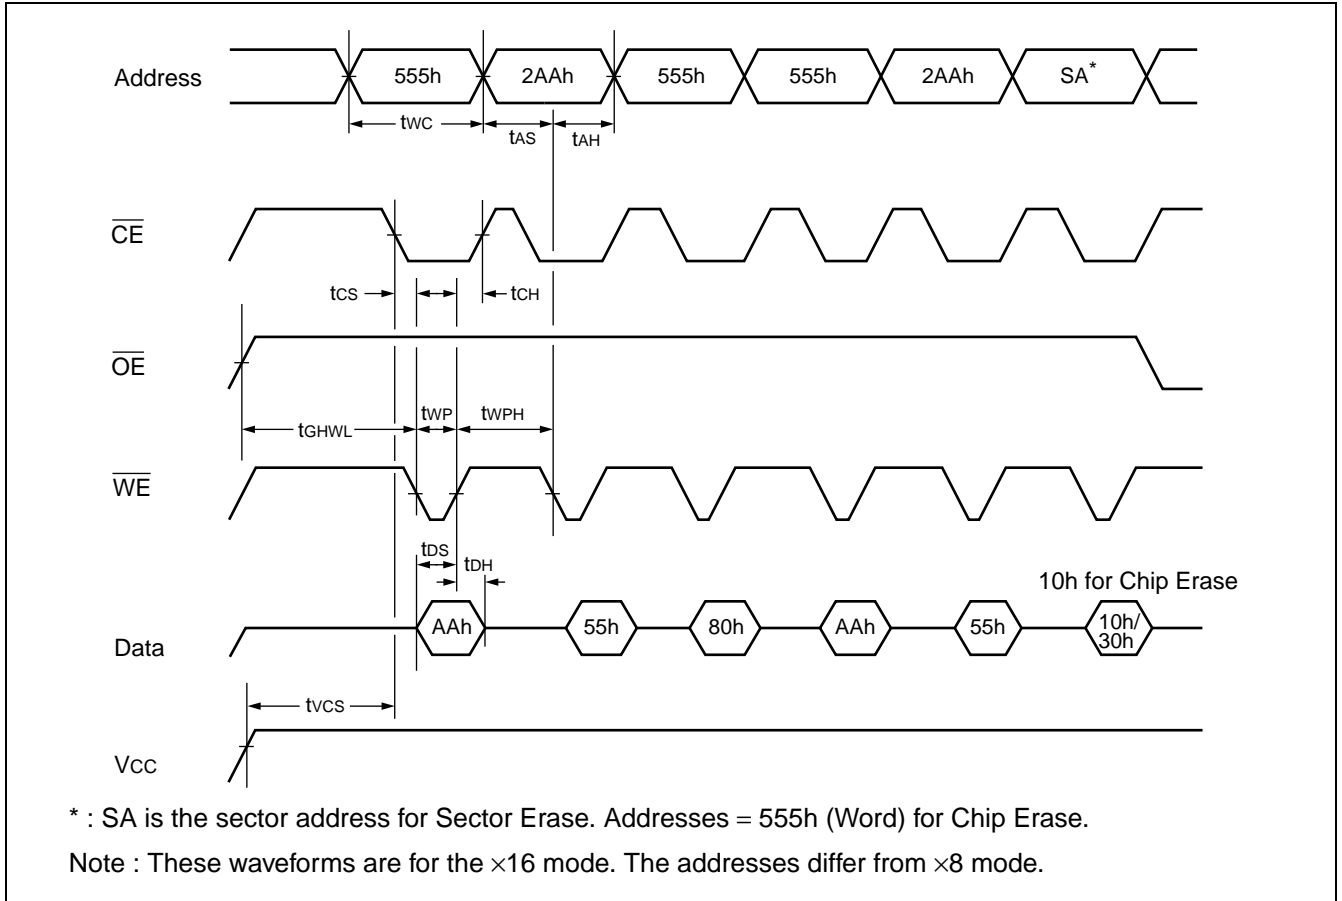 Address 555h 2AAh 555h 555h 2AAh SA*
tWC tAS tAH
CE
tCS tCH
OE
tGHWL tWP tWPH
WE
tDS tDH
10h for Chip Erase
Data AAh 55h 80h AAh 55h 10h/
30h
tVCS
VCC
* : SA is the sector address for Sector Erase. Addresses = 555h (Word) for Chip Erase.
Note : These waveforms are for the ×16 mode. The addresses differ from ×8 mode.